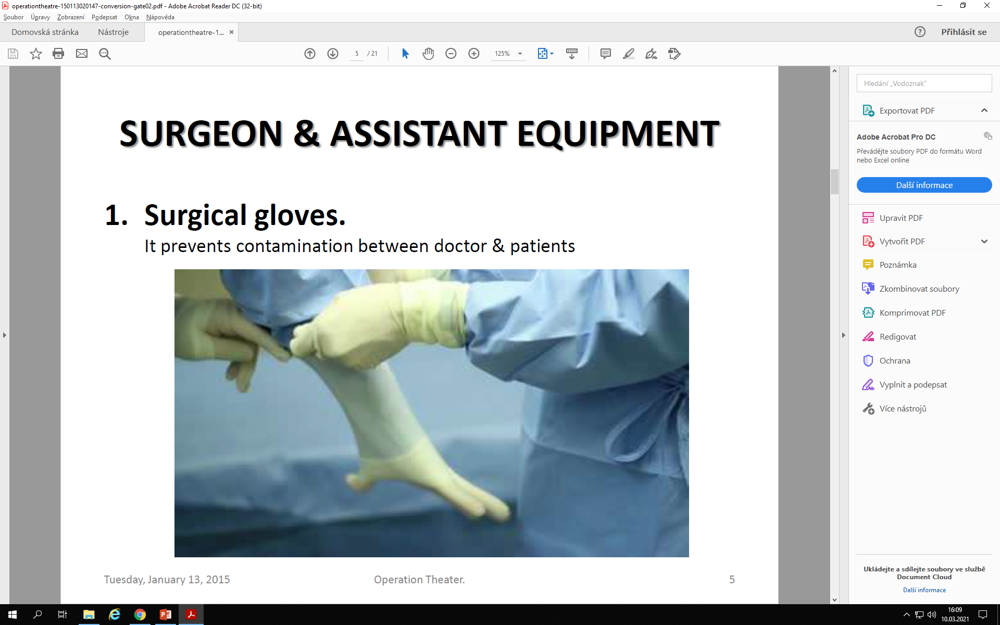 operationtheatre-150113020147-conversion-gate02.pdf - Adobe Acrobat Reader DC (32-bit)
Soubor Úpravy Zobrazení Podepsat Okna Nápověda
Domovská stránka Nástroje operationtheatre-1... × Přihlásit se
5 / 21 125%
SURGEON & ASSISTANT EQUIPMENT
1. Surgical gloves.
It prevents contamination between doctor & patients
Tuesday, January 13, 2015 Operation Theater. 5
Hledání „Vodoznak“
Exportovat PDF
Adobe Acrobat Pro DC
Převádějte soubory PDF do formátu Word
nebo Excel online
Další informace
Upravit PDF
Vytvořit PDF
Poznámka
Zkombinovat soubory
Komprimovat PDF
Redigovat
Ochrana
Vyplnit a podepsat
Více nástrojů
Ukládejte a sdílejte soubory ve službě
Document Cloud
Další informace
16:09
10.03.2021